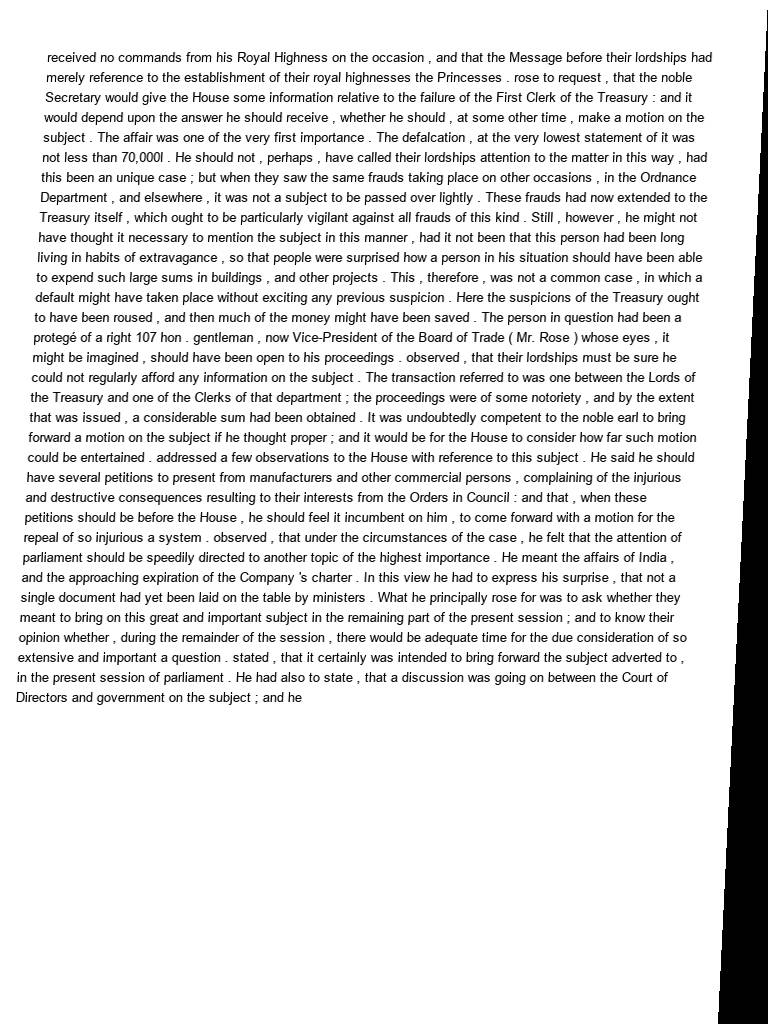 received no commands from his Royal Highness on the occasion , and that the Message before their lordships had
merely reference to the establishment of their royal highnesses the Princesses . rose to request , that the noble
Secretary would give the House some information relative to the failure of the First Clerk of the Treasury : and it
would depend upon the answer he should receive , whether he should , at some other time , make a motion on the
subject . The affair was one of the very first importance . The defalcation , at the very lowest statement of it was
not less than 70,000l . He should not , perhaps , have called their lordships attention to the matter in this way , had
this been an unique case ; but when they saw the same frauds taking place on other occasions , in the Ordnance
Department , and elsewhere , it was not a subject to be passed over lightly . These frauds had now extended to the
Treasury itself , which ought to be particularly vigilant against all frauds of this kind . Still , however , he might not
have thought it necessary to mention the subject in this manner , had it not been that this person had been long
living in habits of extravagance , so that people were surprised how a person in his situation should have been able
to expend such large sums in buildings , and other projects . This , therefore , was not a common case , in which a
default might have taken place without exciting any previous suspicion . Here the suspicions of the Treasury ought
to have been roused , and then much of the money might have been saved . The person in question had been a
protegé of a right 107 hon . gentleman , now Vice-President of the Board of Trade ( Mr. Rose ) whose eyes , it
might be imagined , should have been open to his proceedings . observed , that their lordships must be sure he
could not regularly afford any information on the subject . The transaction referred to was one between the Lords of
the Treasury and one of the Clerks of that department ; the proceedings were of some notoriety , and by the extent
that was issued , a considerable sum had been obtained . It was undoubtedly competent to the noble earl to bring
forward a motion on the subject if he thought proper ; and it would be for the House to consider how far such motion
could be entertained . addressed a few observations to the House with reference to this subject . He said he should
have several petitions to present from manufacturers and other commercial persons , complaining of the injurious
and destructive consequences resulting to their interests from the Orders in Council : and that , when these
petitions should be before the House , he should feel it incumbent on him , to come forward with a motion for the
repeal of so injurious a system . observed , that under the circumstances of the case , he felt that the attention of
parliament should be speedily directed to another topic of the highest importance . He meant the affairs of India ,
and the approaching expiration of the Company 's charter . In this view he had to express his surprise , that not a
single document had yet been laid on the table by ministers . What he principally rose for was to ask whether they
meant to bring on this great and important subject in the remaining part of the present session ; and to know their
opinion whether , during the remainder of the session , there would be adequate time for the due consideration of so
extensive and important a question . stated , that it certainly was intended to bring forward the subject adverted to ,
in the present session of parliament . He had also to state , that a discussion was going on between the Court of
Directors and government on the subject ; and he